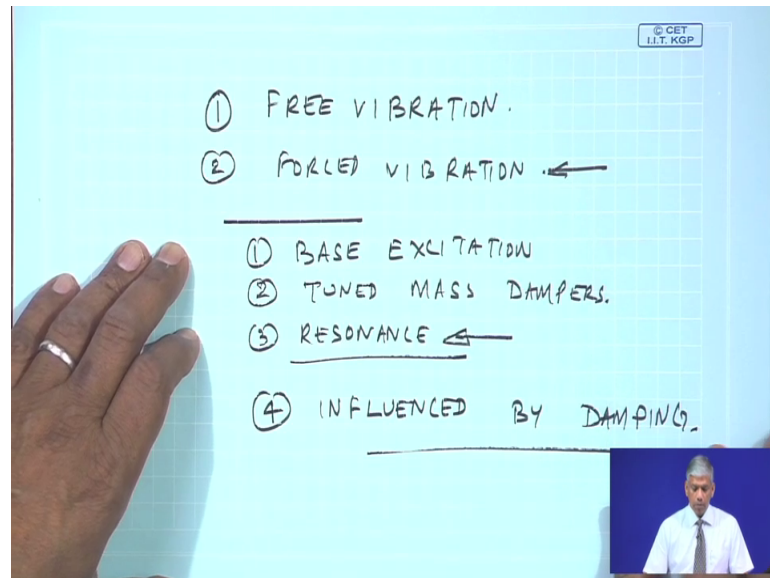 © CET
I.I.T. KGP
① FREE VIBRATION.
② FORCED VIBRATION.
① BASE EXCITATION
② TUNED MASS DAMPERS.
③ RESONANCE
④ INFLUENCED BY DAMPING.